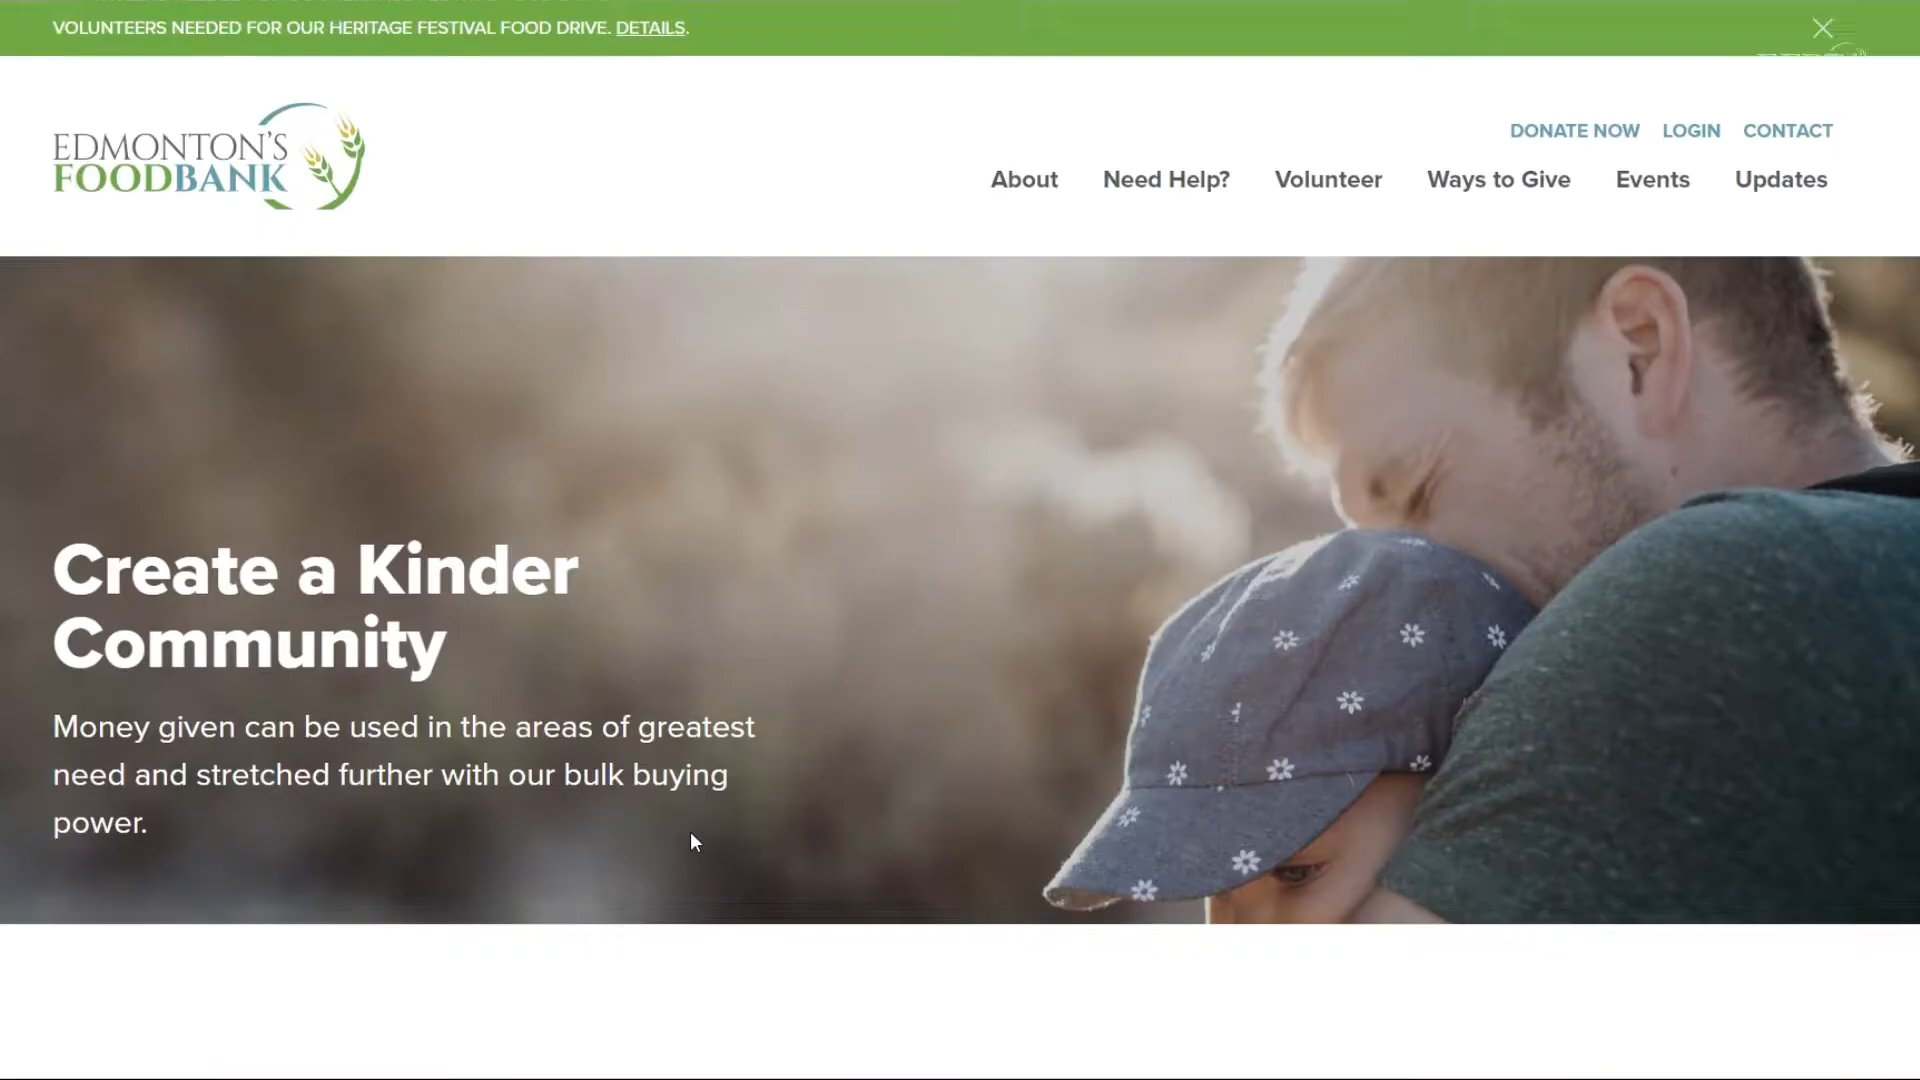 VOLUNTEERS NEEDED FOR OUR HERITAGE FESTIVAL FOOD DRIVE. DETAILS.
EDMONTON'S
FOODBANK
DONATE NOW LOGIN CONTACT
About Need Help? Volunteer Ways to Give Events Updates
Create a Kinder
Community
Money given can be used in the areas of greatest
need and stretched further with our bulk buying
power.